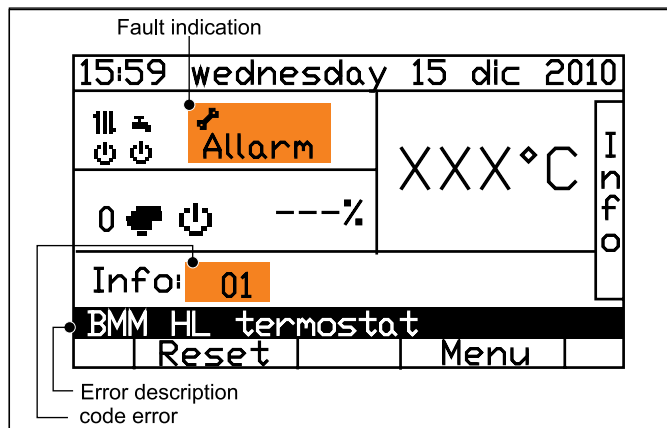 Fault indication
15:59 wednesday 15 dic 2010
Allarm
XXX°C
Info
0 ---%
Info: 01
BMM HL termostat
Reset Menu
Error description
code error